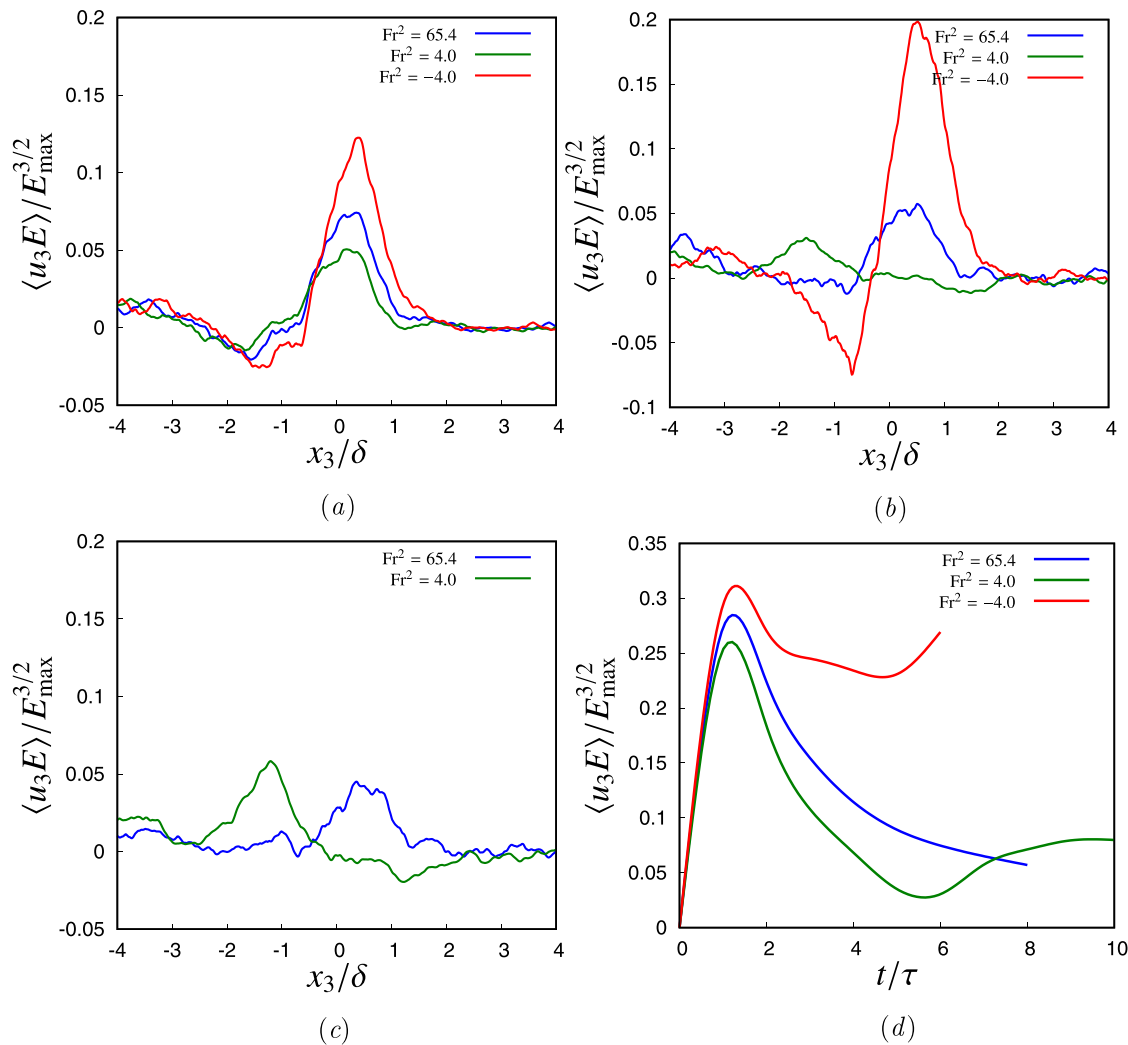 0.2
0.15
0.1
0.05
0
-0.05
⟨u₃E⟩/E_max^{3/2}
Fr² = 65.4
Fr² = 4.0
Fr² = −4.0
-4 -3 -2 -1 0 1 2 3 4
x₃/δ
(a)
0.2
0.15
0.1
0.05
0
-0.05
-0.1
⟨u₃E⟩/E_max^{3/2}
Fr² = 65.4
Fr² = 4.0
Fr² = −4.0
-4 -3 -2 -1 0 1 2 3 4
x₃/δ
(b)
0.2
0.15
0.1
0.05
0
-0.05
⟨u₃E⟩/E_max^{3/2}
Fr² = 65.4
Fr² = 4.0
-4 -3 -2 -1 0 1 2 3 4
x₃/δ
(c)
0.35
0.3
0.25
0.2
0.15
0.1
0.05
0
⟨u₃E⟩/E_max^{3/2}
Fr² = 65.4
Fr² = 4.0
Fr² = −4.0
0 2 4 6 8 10
t/τ
(d)